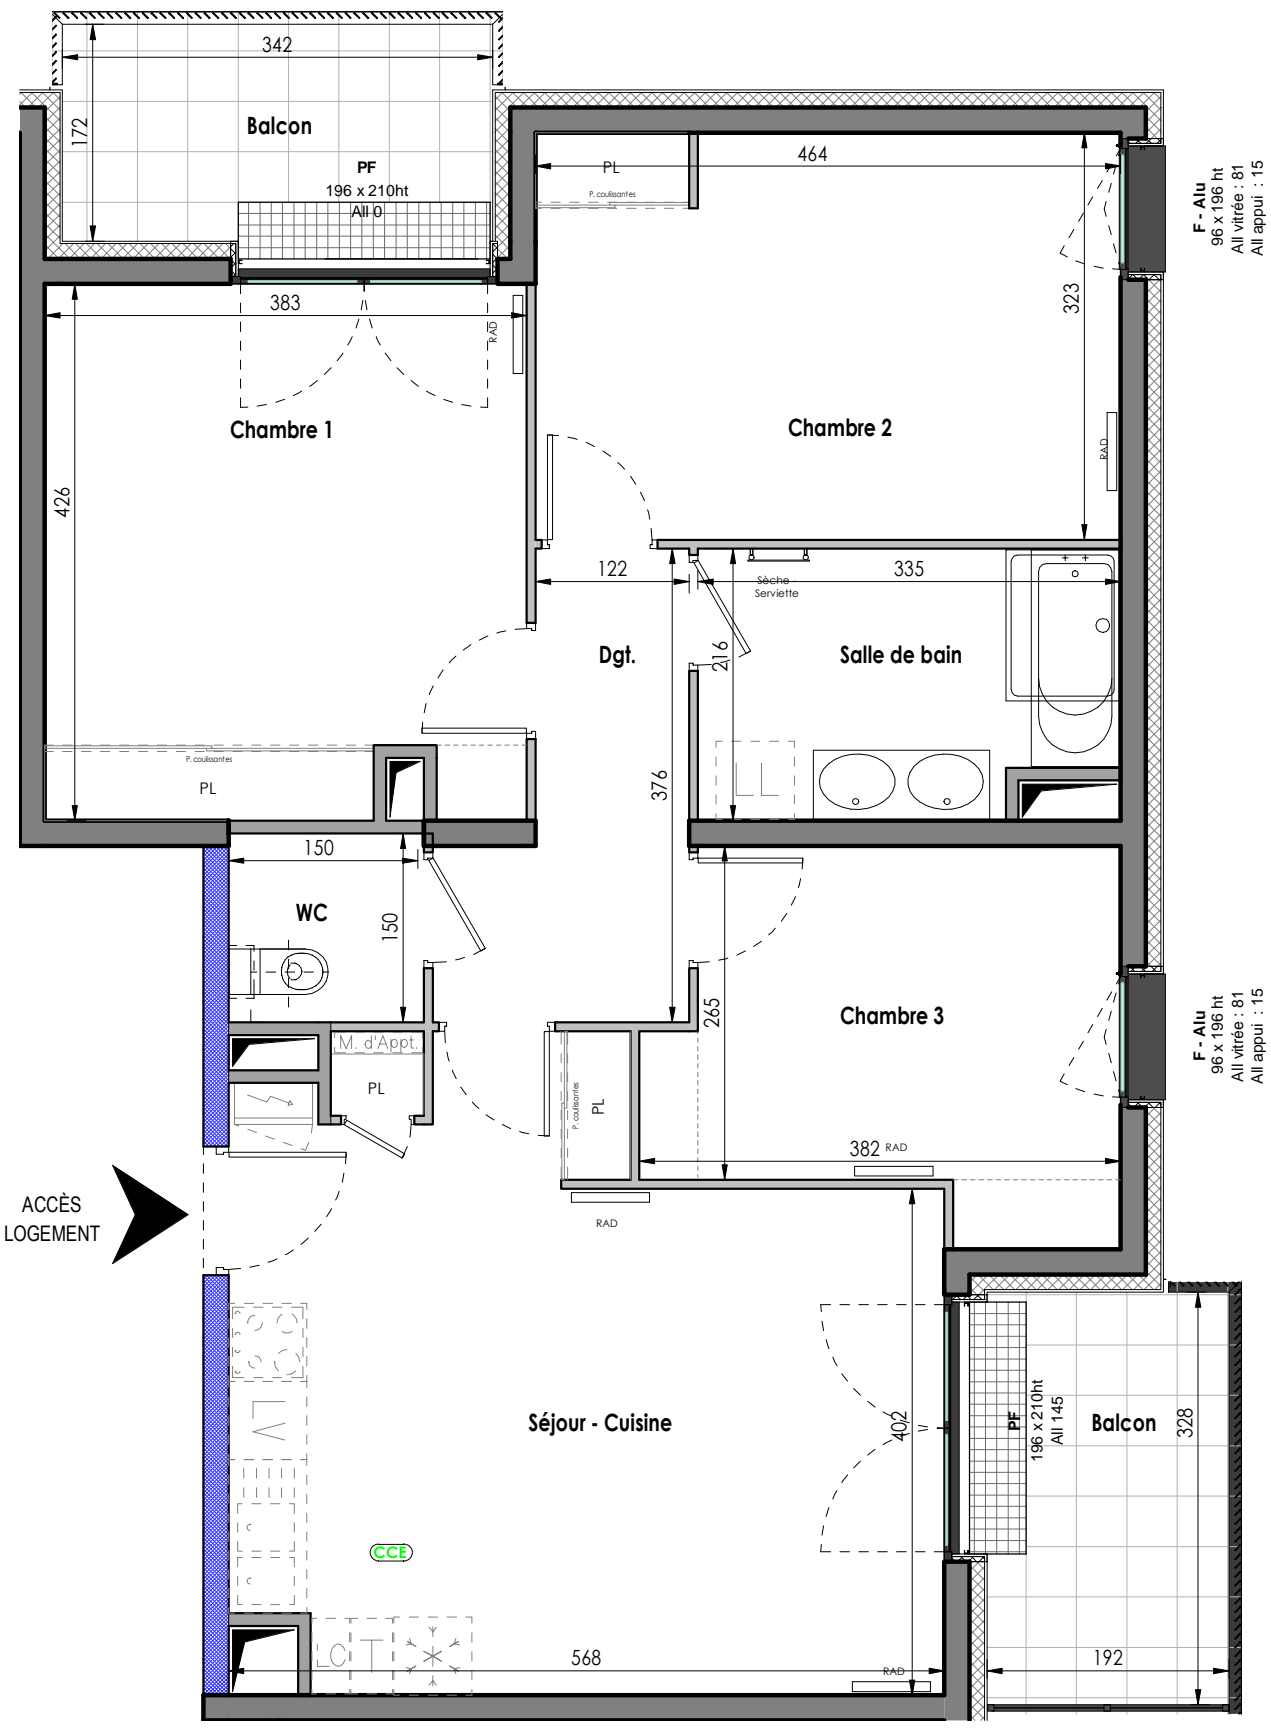 342
172
Balcon
PF
196 x 210ht
All 0
PL
P. coulissantes
464
F - Alu
96 x 196 ht
All vitrée : 81
All appui : 15
383
RAD
323
Chambre 1
Chambre 2
RAD
426
122
335
Sèche
Serviette
Dgt.
216
Salle de bain
P. coulissantes
PL
376
LL
150
WC
150
265
Chambre 3
F - Alu
96 x 196 ht
All vitrée : 81
All appui : 15
M. d'Appt.
PL
P. coulissantes
PL
382
RAD
ACCÈS
LOGEMENT
RAD
LV
Séjour - Cuisine
402
PF
196 x 210ht
All 145
Balcon
328
CCE
LC
T
568
RAD
192